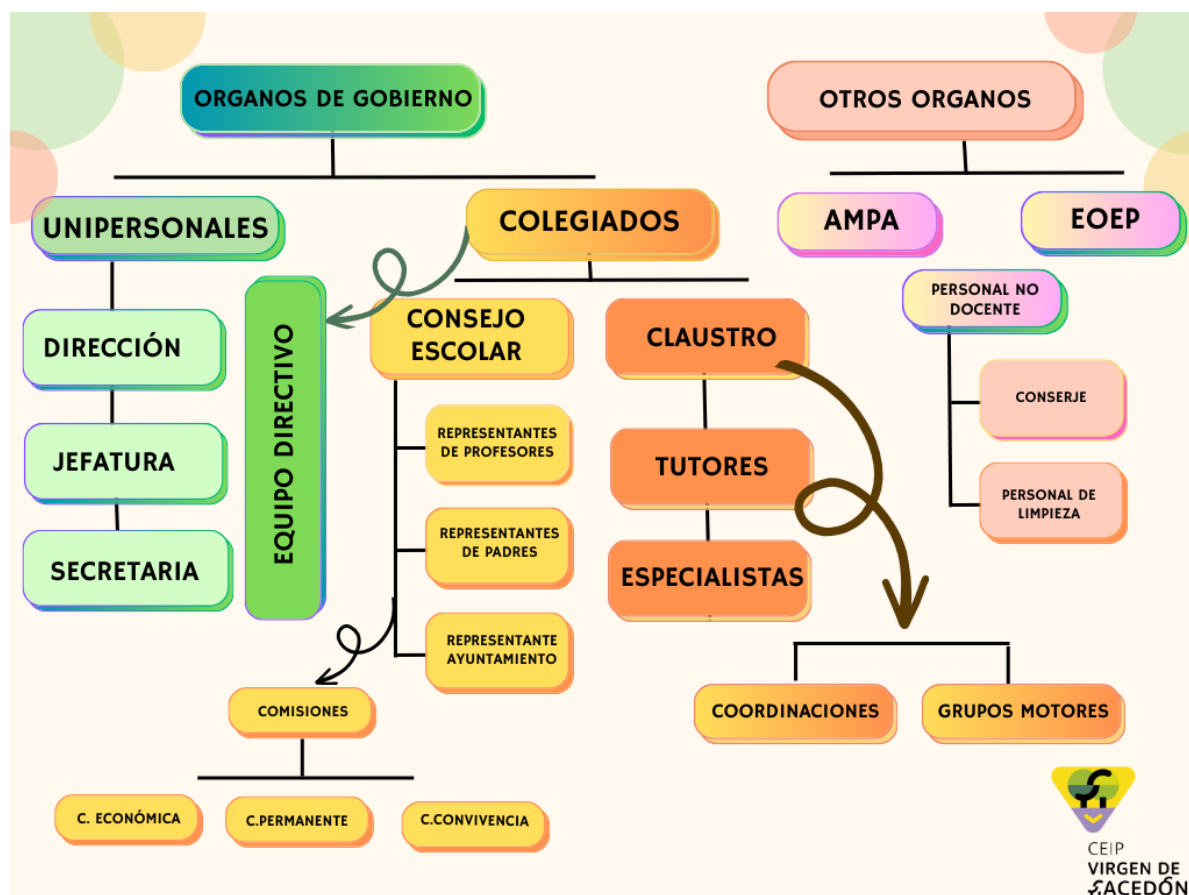 ORGANOS DE GOBIERNO
OTROS ORGANOS
UNIPERSONALES
COLEGIADOS
AMPA
EOEP
DIRECCIÓN
JEFATURA
SECRETARIA
EQUIPO DIRECTIVO
CONSEJO
ESCOLAR
REPRESENTANTES
DE PROFESORES
REPRESENTANTES
DE PADRES
REPRESENTANTE
AYUNTAMIENTO
COMISIONES
C. ECONÓMICA
C.PERMANENTE
C.CONVIVENCIA
CLAUSTRO
TUTORES
ESPECIALISTAS
COORDINACIONES
GRUPOS MOTORES
PERSONAL NO
DOCENTE
CONSERJE
PERSONAL DE
LIMPIEZA
CEIP
VIRGEN DE
SACEDÓN